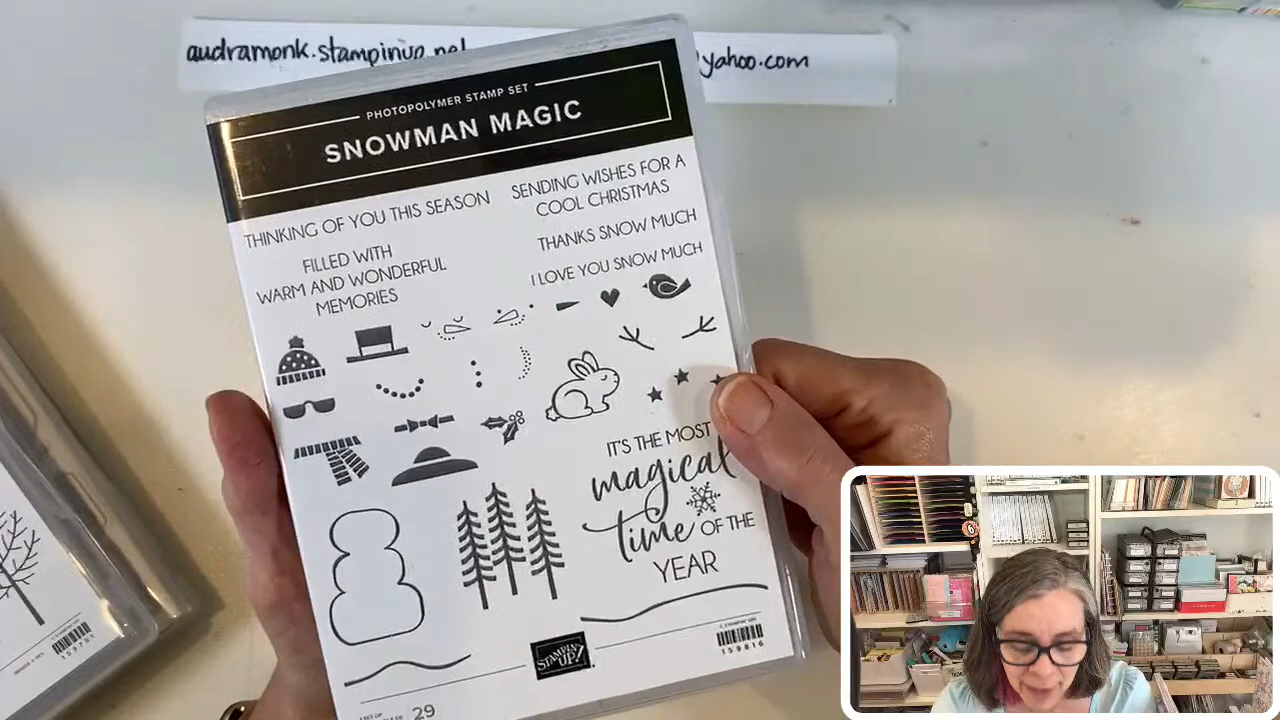 audramonk.stampinup.net
yahoo.com
PHOTOPOLYMER STAMP SET
SNOWMAN MAGIC
THINKING OF YOU THIS SEASON
FILLED WITH
WARM AND WONDERFUL
MEMORIES
SENDING WISHES FOR A
COOL CHRISTMAS
THANKS SNOW MUCH
I LOVE YOU SNOW MUCH
IT'S THE MOST
magical
time OF THE
YEAR
STAMPIN' UP!
159816
29